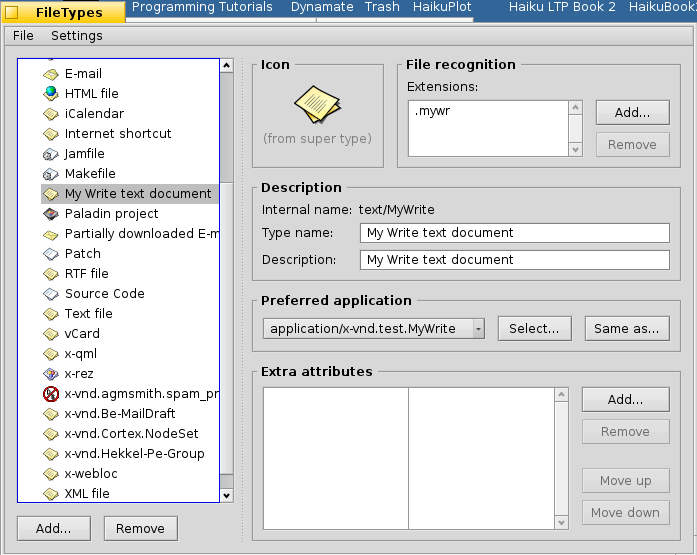 FileTypes
Programming Tutorials Dynamate Trash HaikuPlot Haiku LTP Book 2 HaikuBook
File Settings
E-mail
HTML file
iCalendar
Internet shortcut
Jamfile
Makefile
My Write text document
Paladin project
Partially downloaded E-m
Patch
RTF file
Source Code
Text file
vCard
x-qml
x-rez
x-vnd.agmsmith.spam_pr
x-vnd.Be-MailDraft
x-vnd.Cortex.NodeSet
x-vnd.Hekkel-Pe-Group
x-webloc
XML file
Add...
Remove
Icon
(from super type)
File recognition
Extensions:
.mywr
Add...
Remove
Description
Internal name: text/MyWrite
Type name: My Write text document
Description: My Write text document
Preferred application
application/x-vnd.test.MyWrite
Select...
Same as...
Extra attributes
Add...
Remove
Move up
Move down